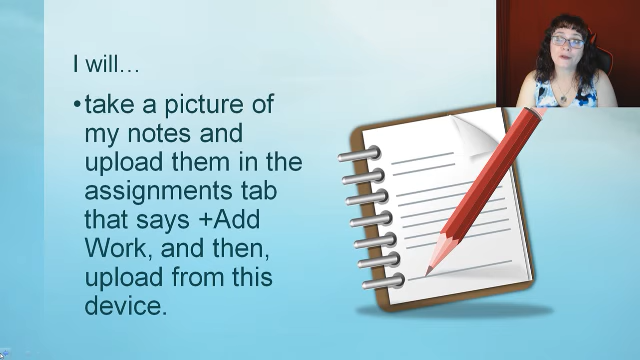 I will…
•take a picture of
my notes and
upload them in the
assignments tab
that says +Add
Work, and then,
upload from this
device.